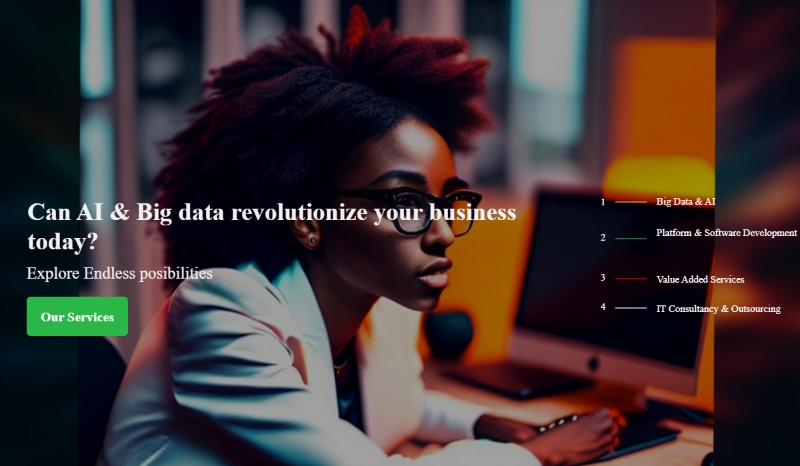 Can AI & Big data revolutionize your business
today?
Explore Endless posibilities
Our Services
1 Big Data & AI
2 Platform & Software Development
3 Value Added Services
4 IT Consultancy & Outsourcing